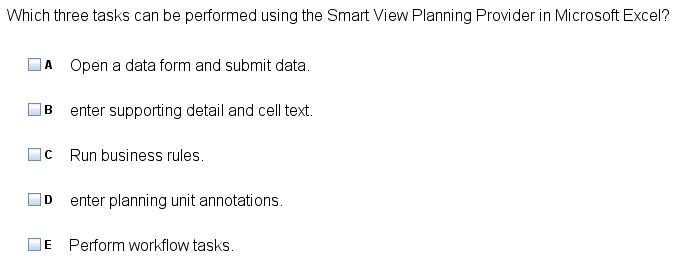 Which three tasks can be performed using the Smart View Planning Provider in Microsoft Excel?
A Open a data form and submit data.
B enter supporting detail and cell text.
C Run business rules.
D enter planning unit annotations.
E Perform workflow tasks.